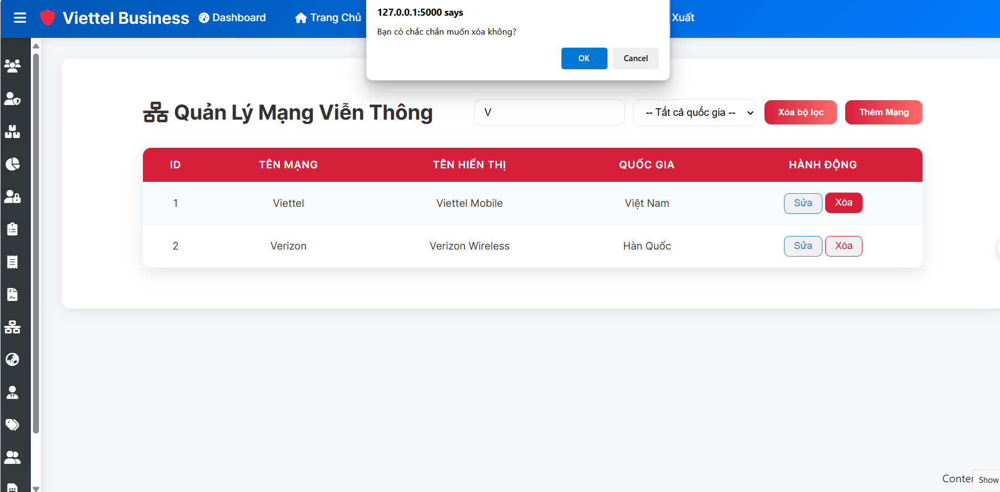 Viettel Business
Dashboard
Trang Chủ
Xuất
127.0.0.1:5000 says
Bạn có chắc chắn muốn xóa không?
OK
Cancel
Quản Lý Mạng Viễn Thông
V
-- Tất cả quốc gia --
Xóa bộ lọc
Thêm Mạng
ID TÊN MẠNG TÊN HIỂN THỊ QUỐC GIA HÀNH ĐỘNG
1 Viettel Viettel Mobile Việt Nam Sửa Xóa
2 Verizon Verizon Wireless Hàn Quốc Sửa Xóa
Show